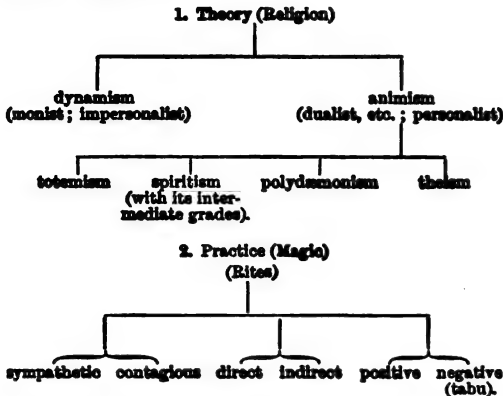 1. Theory (Religion)
dynamism animism
(monist; impersonalist) (dualist, etc.; personalist)
totemism spiritism polydæmonism theism
(with its inter-
mediate grades).
2. Practice (Magic)
(Rites)
sympathetic contagious direct indirect positive negative
(tabu).